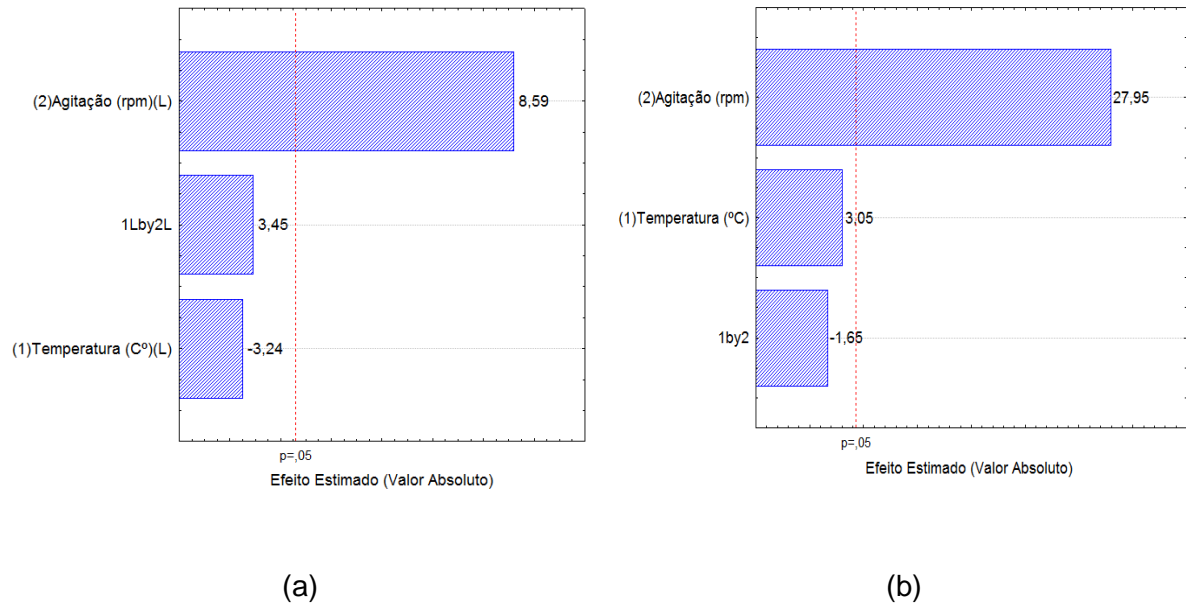 (2)Agitação (rpm)(L)
8,59
1Lby2L
3,45
(1)Temperatura (Cº)(L)
-3,24
p=,05
Efeito Estimado (Valor Absoluto)
(a)
(2)Agitação (rpm)
27,95
(1)Temperatura (ºC)
3,05
1by2
-1,65
p=,05
Efeito Estimado (Valor Absoluto)
(b)